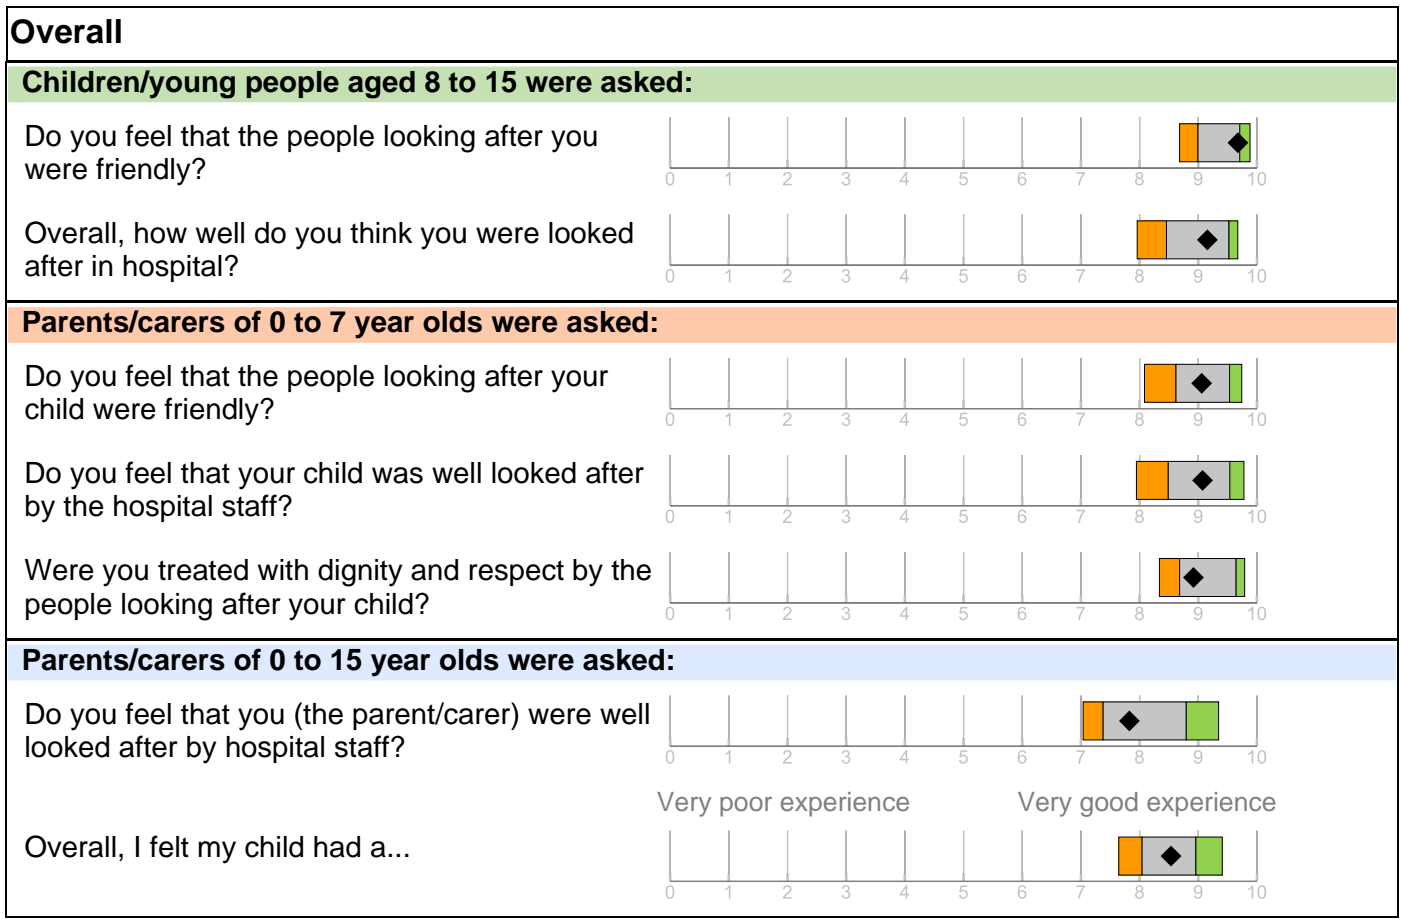 Overall
Children/young people aged 8 to 15 were asked:
Do you feel that the people looking after you
were friendly?
0 1 2 3 4 5 6 7 8 9 10
Overall, how well do you think you were looked
after in hospital?
0 1 2 3 4 5 6 7 8 9 10
Parents/carers of 0 to 7 year olds were asked:
Do you feel that the people looking after your
child were friendly?
0 1 2 3 4 5 6 7 8 9 10
Do you feel that your child was well looked after
by the hospital staff?
0 1 2 3 4 5 6 7 8 9 10
Were you treated with dignity and respect by the
people looking after your child?
0 1 2 3 4 5 6 7 8 9 10
Parents/carers of 0 to 15 year olds were asked:
Do you feel that you (the parent/carer) were well
looked after by hospital staff?
0 1 2 3 4 5 6 7 8 9 10
Very poor experience Very good experience
Overall, I felt my child had a...
0 1 2 3 4 5 6 7 8 9 10